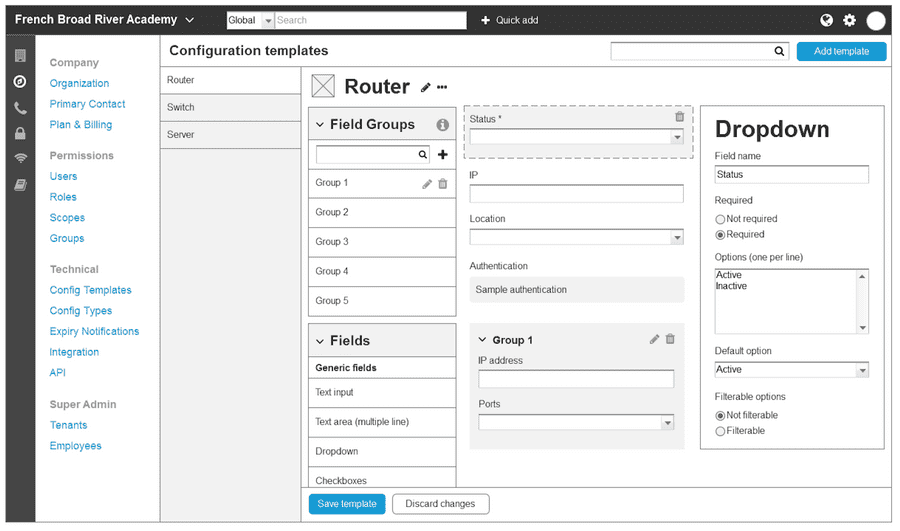 French Broad River Academy
Global
Search
Quick add
Company
Organization
Primary Contact
Plan & Billing
Permissions
Users
Roles
Scopes
Groups
Technical
Config Templates
Config Types
Expiry Notifications
Integration
API
Super Admin
Tenants
Employees
Configuration templates
Add template
Router
Switch
Server
Router
Field Groups
Group 1
Group 2
Group 3
Group 4
Group 5
Fields
Generic fields
Text input
Text area (multiple line)
Dropdown
Checkboxes
Status *
IP
Location
Authentication
Sample authentication
Group 1
IP address
Ports
Dropdown
Field name
Status
Required
Not required
Required
Options (one per line)
Active
Inactive
Default option
Active
Filterable options
Not filterable
Filterable
Save template
Discard changes